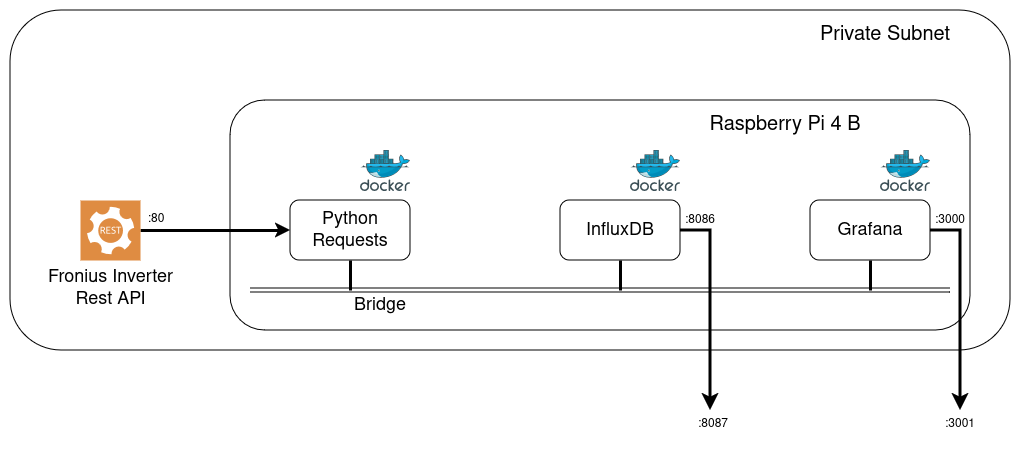 Private Subnet
Raspberry Pi 4 B
docker
docker
docker
:80
REST
Python
Requests
InfluxDB
:8086
Grafana
:3000
Fronius Inverter
Rest API
Bridge
:8087
:3001